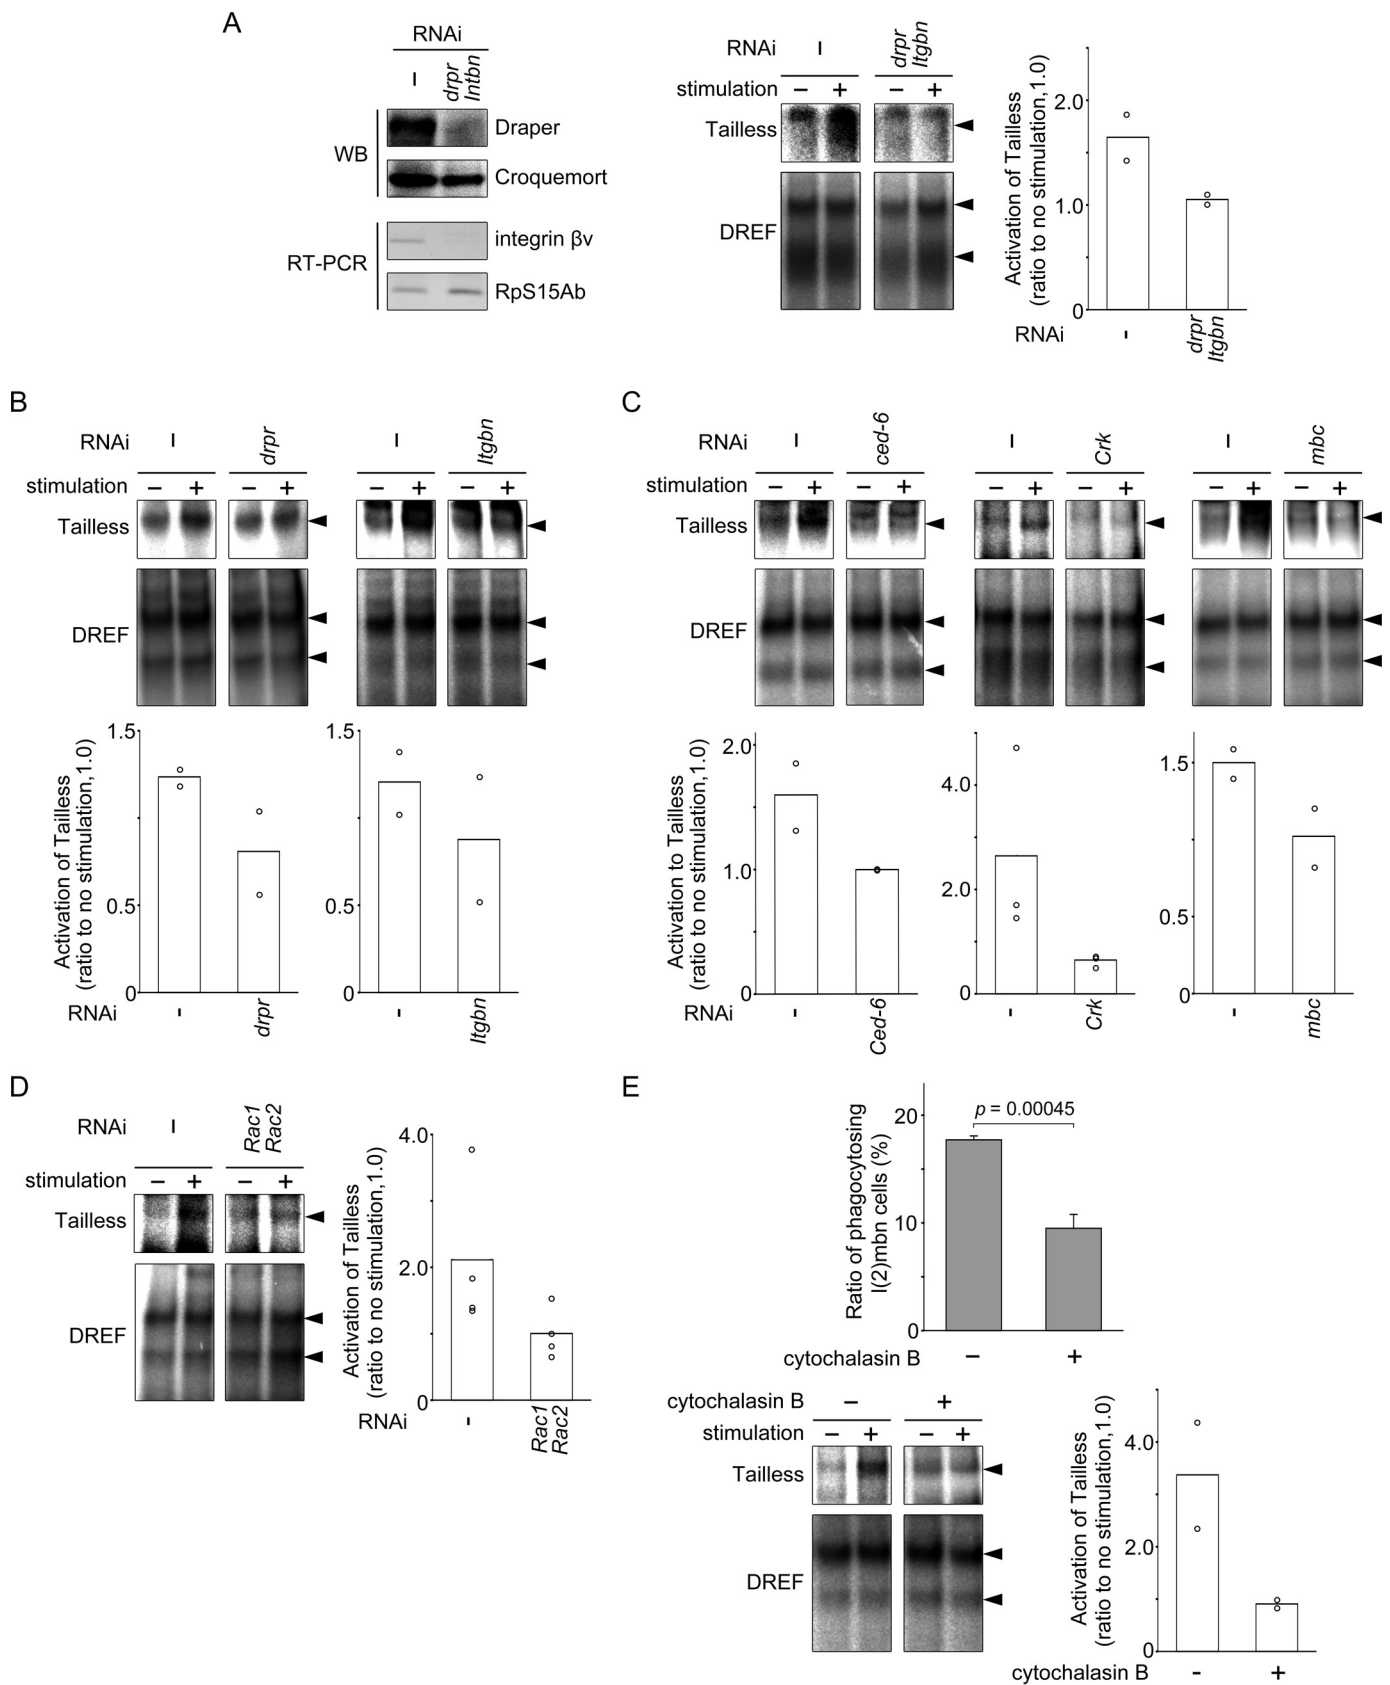 A
RNAi
–
drpr
Intbn
WB
Draper
Croquemort
RT-PCR
integrin βv
RpS15Ab
RNAi
–
drpr
Itgbn
stimulation
– + – +
Tailless
DREF
Activation of Tailless
(ratio to no stimulation,1.0)
2.0
1.0
0
RNAi
-
drpr
Itgbn
B
RNAi
–
drpr
–
Itgbn
stimulation
– + – + – + – +
Tailless
DREF
Activation of Tailless
(ratio to no stimulation,1.0)
1.5
0.5
0
1.5
0.5
0
RNAi
-
drpr
-
Itgbn
C
RNAi
–
ced-6
–
Crk
–
mbc
stimulation
– + – + – + – + – + – +
Tailless
DREF
Activation to Tailless
(ratio to no stimulation,1.0)
2.0
1.0
0
4.0
2.0
0
1.5
0.5
0
RNAi
-
Ced-6
-
Crk
-
mbc
D
RNAi
–
Rac1
Rac2
stimulation
– + – +
Tailless
DREF
Activation of Tailless
(ratio to no stimulation,1.0)
4.0
2.0
0
RNAi
-
Rac1
Rac2
E
Ratio of phagocytosing
l(2)mbn cells (%)
20
10
0
p = 0.00045
cytochalasin B – +
cytochalasin B – +
stimulation – + – +
Tailless
DREF
Activation of Tailless
(ratio to no stimulation,1.0)
4.0
2.0
0
cytochalasin B - +